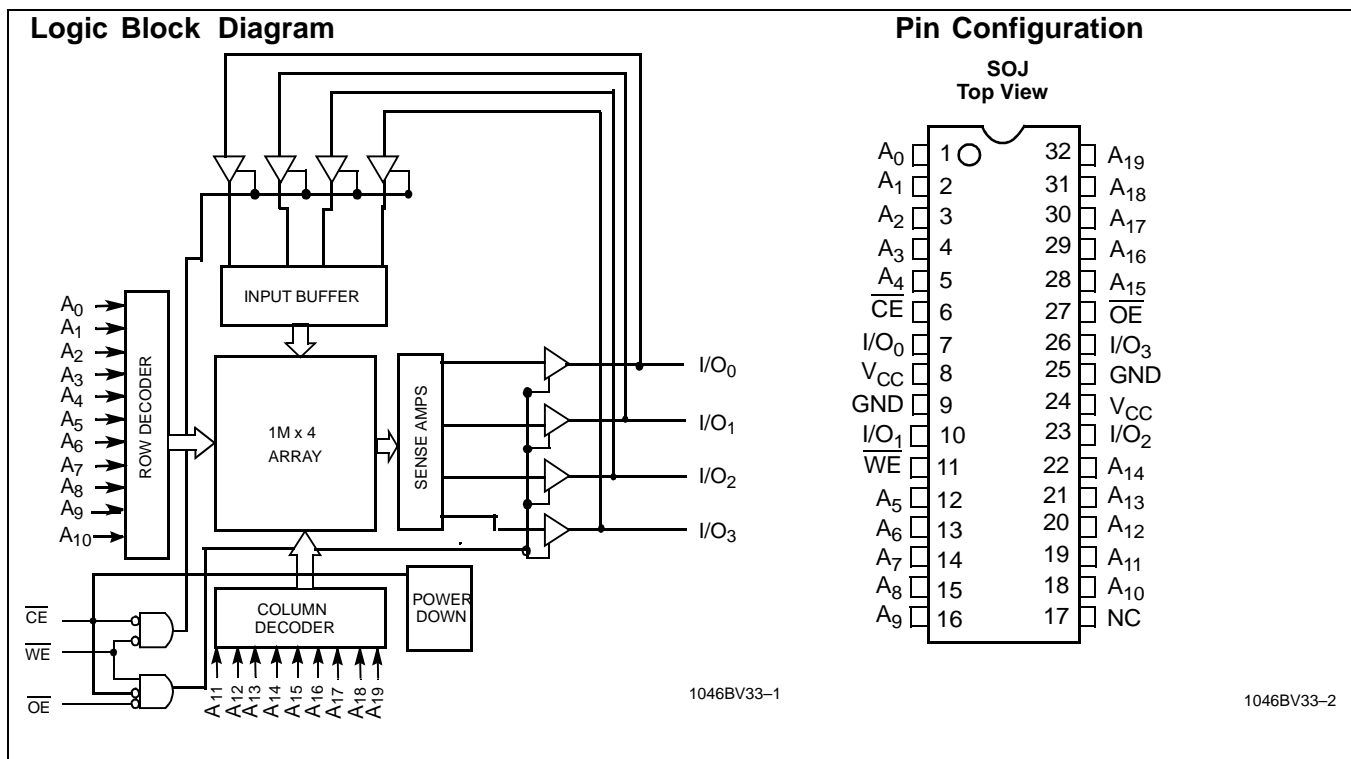 Logic Block Diagram
INPUT BUFFER
A0
A1
A2
A3
A4
A5
A6
A7
A8
A9
A10
ROW DECODER
1M x 4
ARRAY
SENSE AMPS
I/O0
I/O1
I/O2
I/O3
COLUMN
DECODER
POWER
DOWN
CE
WE
OE
A11
A12
A13
A14
A15
A16
A17
A18
A19
1046BV33–1
Pin Configuration
SOJ
Top View
A0 1 32 A19
A1 2 31 A18
A2 3 30 A17
A3 4 29 A16
A4 5 28 A15
CE 6 27 OE
I/O0 7 26 I/O3
VCC 8 25 GND
GND 9 24 VCC
I/O1 10 23 I/O2
WE 11 22 A14
A5 12 21 A13
A6 13 20 A12
A7 14 19 A11
A8 15 18 A10
A9 16 17 NC
1046BV33–2